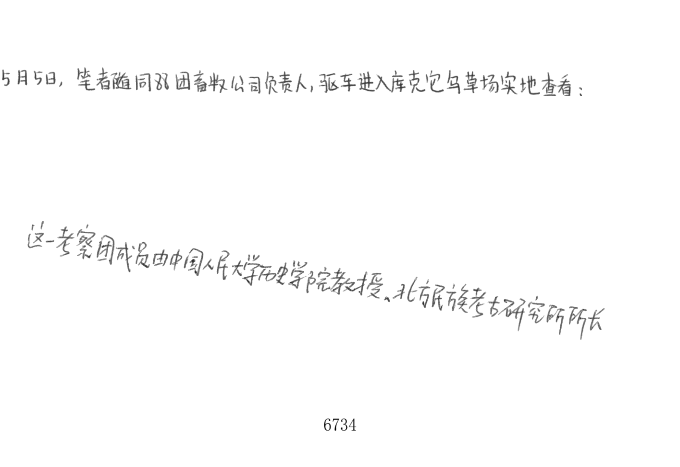 5月5日，笔者随同38团畜牧公司负责人，驱车进入库克它乌草场实地查看：
这一考察团成员由中国人民大学历史学院教授、北方民族考古研究所所长
6734